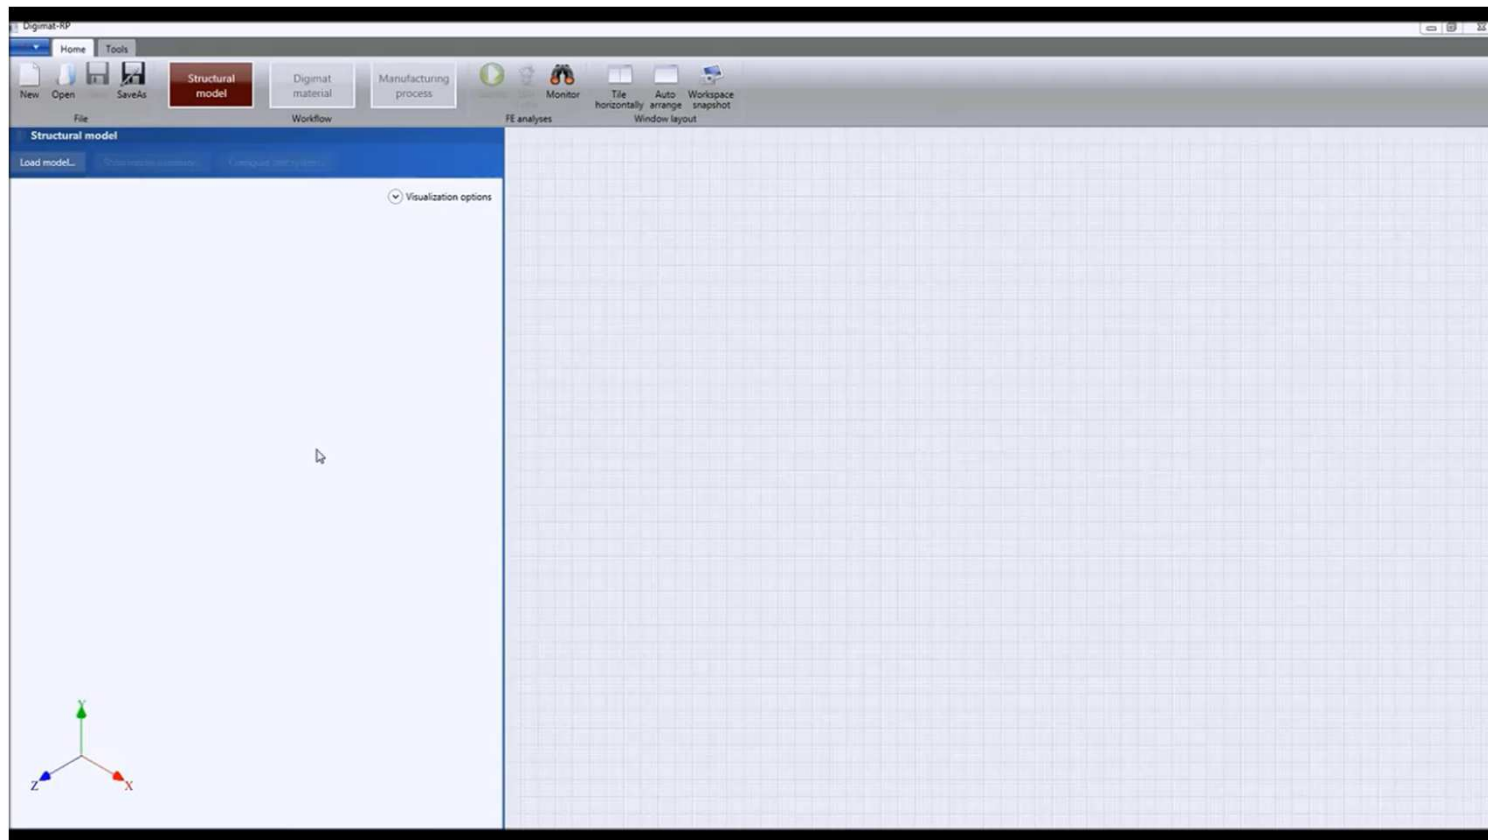 Digimat-RP
Home Tools
New Open SaveAs
Structural
model
Digimat
material
Manufacturing
process
Monitor
Tile
horizontally
Auto
arrange
Workspace
snapshot
File Workflow FE analyses Window layout
Structural model
Load model...
Visualization options
Y
Z X